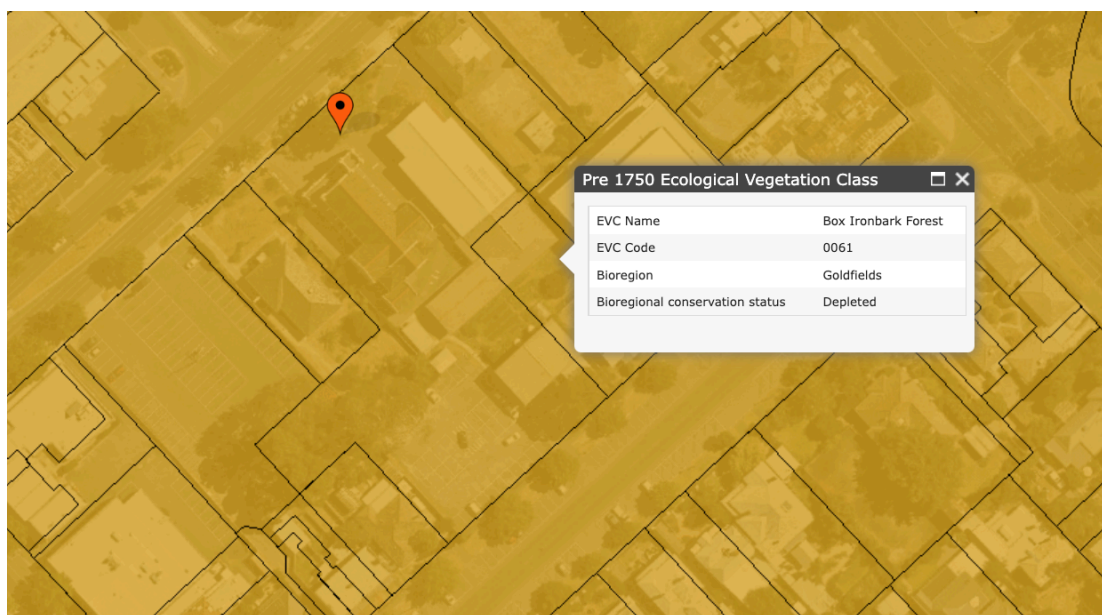 Pre 1750 Ecological Vegetation Class
EVC Name Box Ironbark Forest
EVC Code 0061
Bioregion Goldfields
Bioregional conservation status Depleted